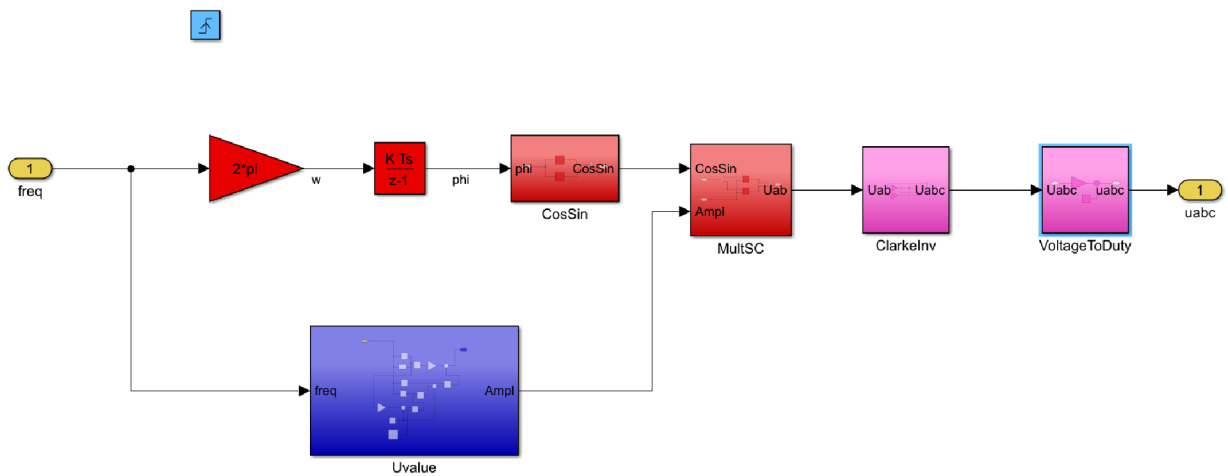 1
freq
2*pi
w
K Ts
z-1
phi
phi
CosSin
CosSin
CosSin
Ampl
Uab
MultSC
Uab
Uabc
ClarkeInv
Uabc
uabc
VoltageToDuty
1
uabc
freq
Ampl
Uvalue